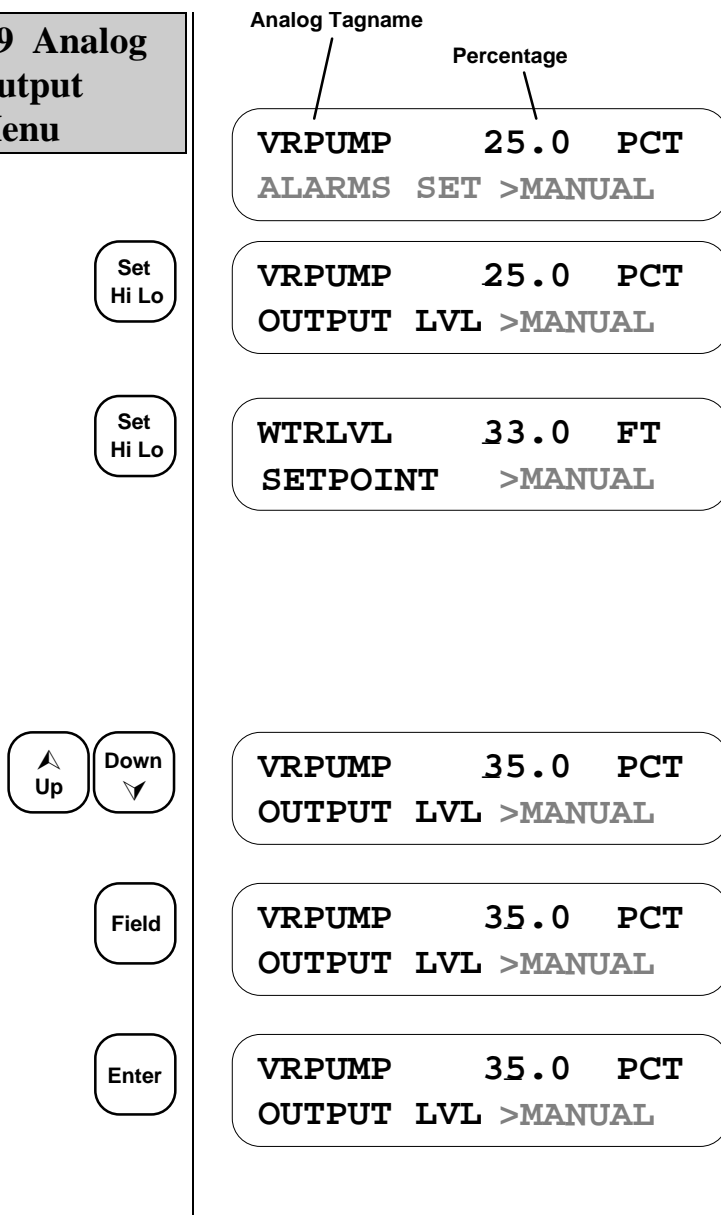 9 Analog
utput
enu
Analog Tagname
Percentage
VRPUMP 25.0 PCT
ALARMS SET >MANUAL
Set
Hi Lo
VRPUMP 25.0 PCT
OUTPUT LVL >MANUAL
Set
Hi Lo
WTRLVL 33.0 FT
SETPOINT >MANUAL
Up
Down
VRPUMP 35.0 PCT
OUTPUT LVL >MANUAL
Field
VRPUMP 35.0 PCT
OUTPUT LVL >MANUAL
Enter
VRPUMP 35.0 PCT
OUTPUT LVL >MANUAL